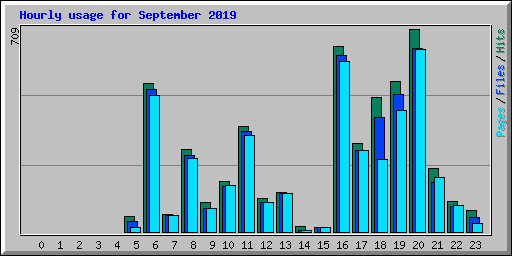 Hourly usage for September 2019
709
Pages / Files / Hits
0 1 2 3 4 5 6 7 8 9 10 11 12 13 14 15 16 17 18 19 20 21 22 23